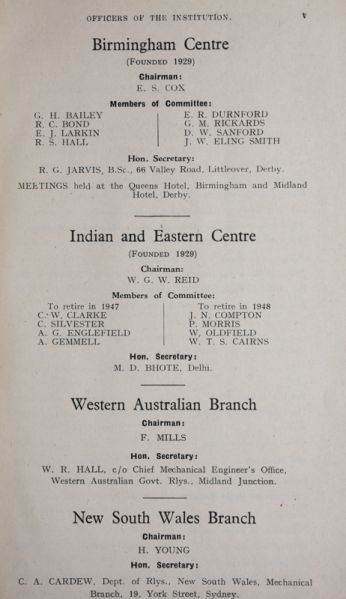 OFFICERS OF THE INSTITUTION. v
Birmingham Centre
(FOUNDED 1929)
Chairman:
E. S. COX
Members of Committee:
G. H. BAILEY
R. C. BOND
E. J. LARKIN
R. S. HALL
E. R. DURNFORD
G. M. RICKARDS
D. W. SANFORD
J. W. ELING SMITH
Hon. Secretary:
R. G. JARVIS, B.Sc., 66 Valley Road, Littleover, Derby.
MEETINGS held at the Queens Hotel, Birmingham and Midland
Hotel, Derby.
Indian and Eastern Centre
(FOUNDED 1929)
Chairman:
W. G. W. REID
Members of Committee:
To retire in 1947
C. W. CLARKE
C. SILVESTER
A. G. ENGLEFIELD
A. GEMMELL
To retire in 1948
J. N. COMPTON
P. MORRIS
W. OLDFIELD
W. T. S. CAIRNS
Hon. Secretary:
M. D. BHOTE, Delhi.
Western Australian Branch
Chairman:
F. MILLS
Hon. Secretary:
W. R. HALL, c/o Chief Mechanical Engineer's Office,
Western Australian Govt. Rlys., Midland Junction.
New South Wales Branch
Chairman:
H. YOUNG
Hon. Secretary:
C. A. CARDEW, Dept. of Rlys., New South Wales, Mechanical
Branch, 19, York Street, Sydney.